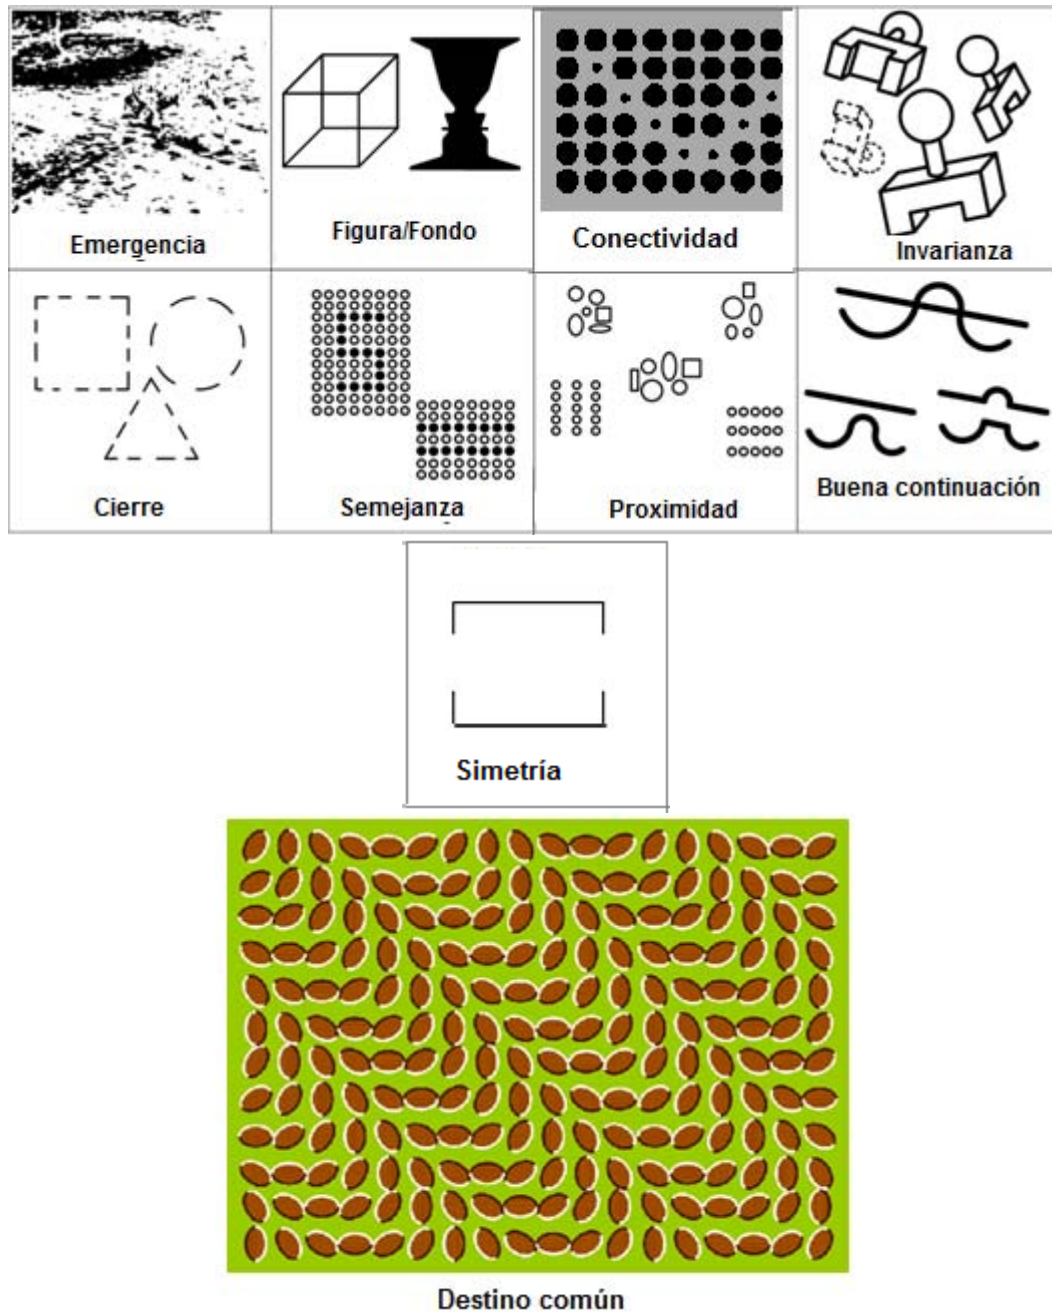 Emergencia
Figura/Fondo
Conectividad
Invarianza
Cierre
Semejanza
Proximidad
Buena continuación
Simetría
Destino común